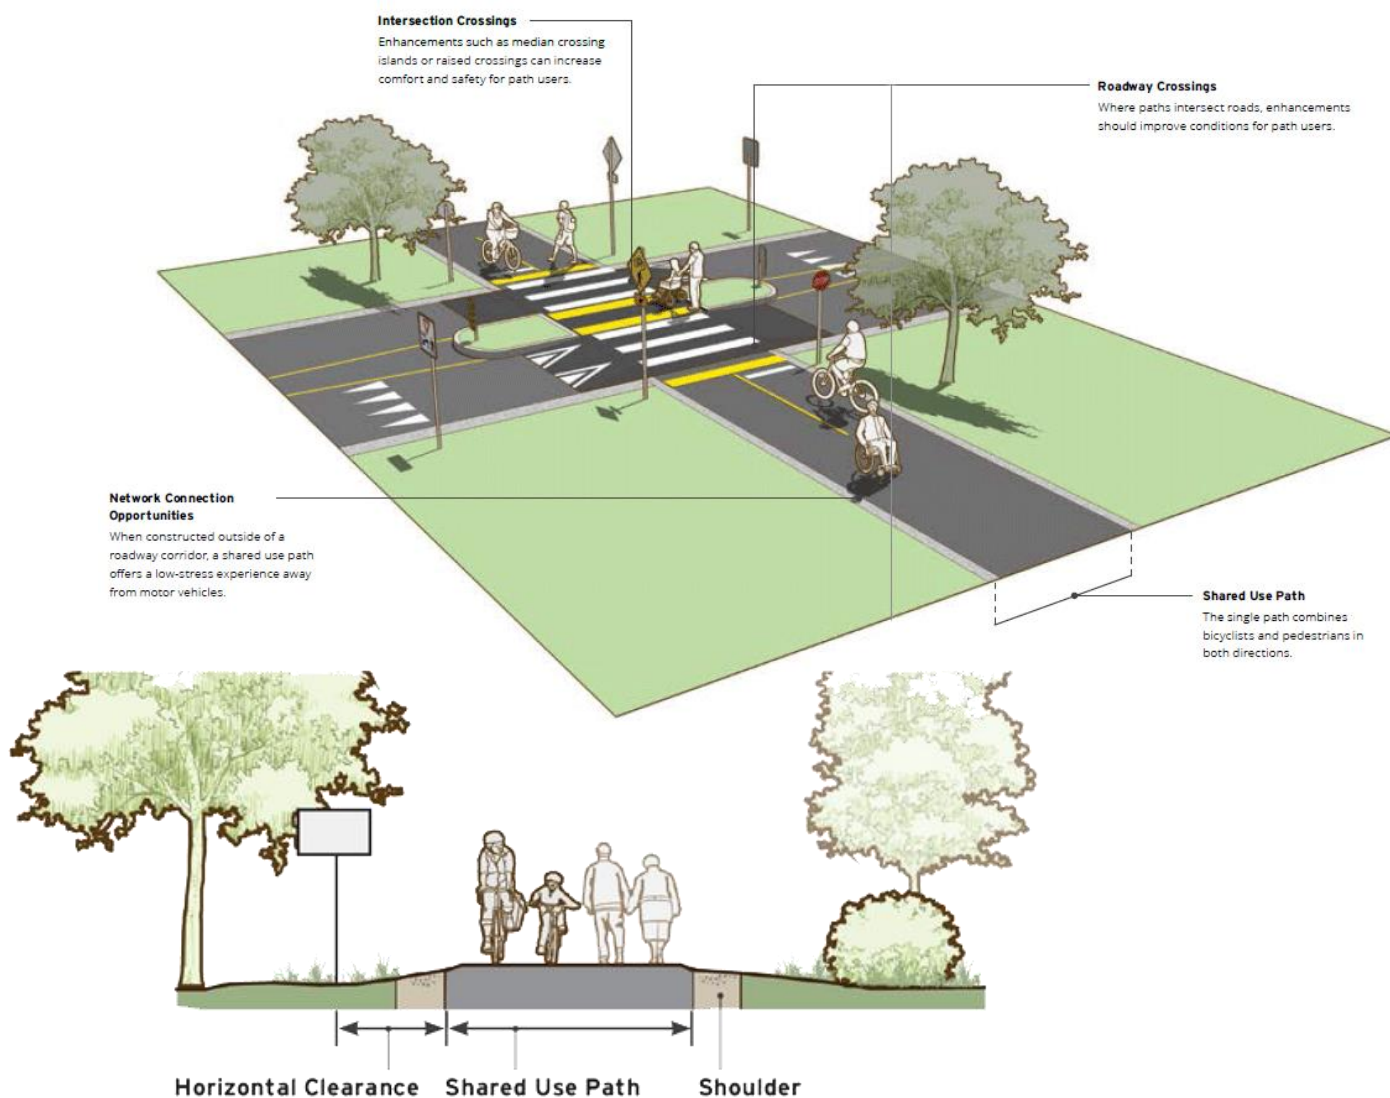 Intersection Crossings
Enhancements such as median crossing
islands or raised crossings can increase
comfort and safety for path users.
Roadway Crossings
Where paths intersect roads, enhancements
should improve conditions for path users.
Network Connection
Opportunities
When constructed outside of a
roadway corridor, a shared use path
offers a low-stress experience away
from motor vehicles.
Shared Use Path
The single path combines
bicyclists and pedestrians in
both directions.
Horizontal Clearance
Shared Use Path
Shoulder